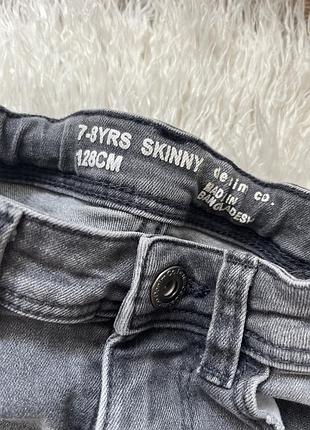 7-8YRS SKINNY denim co.
128CM MADE IN
BANGLADESH